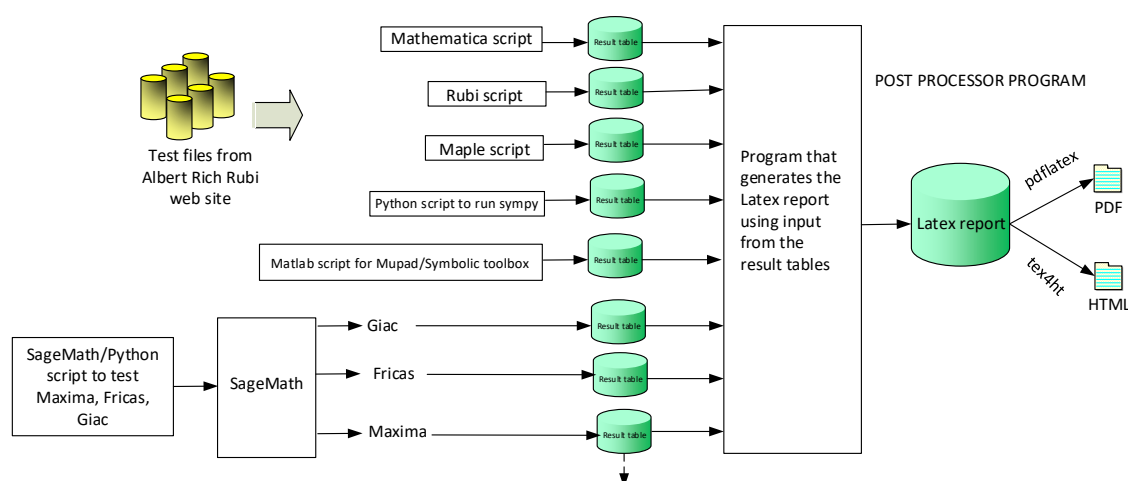 Mathematica script
Result table
Rubi script
Result table
POST PROCESSOR PROGRAM
Test files from
Albert Rich Rubi
web site
Maple script
Result table
Program that
generates the
Latex report
using input
from the
result tables
Python script to run sympy
Result table
Latex report
pdflatex
PDF
tex4ht
HTML
Matlab script for Mupad/Symbolic toolbox
Result table
SageMath/Python
script to test
Maxima, Fricas,
Giac
SageMath
Giac
Result table
Fricas
Result table
Maxima
Result table